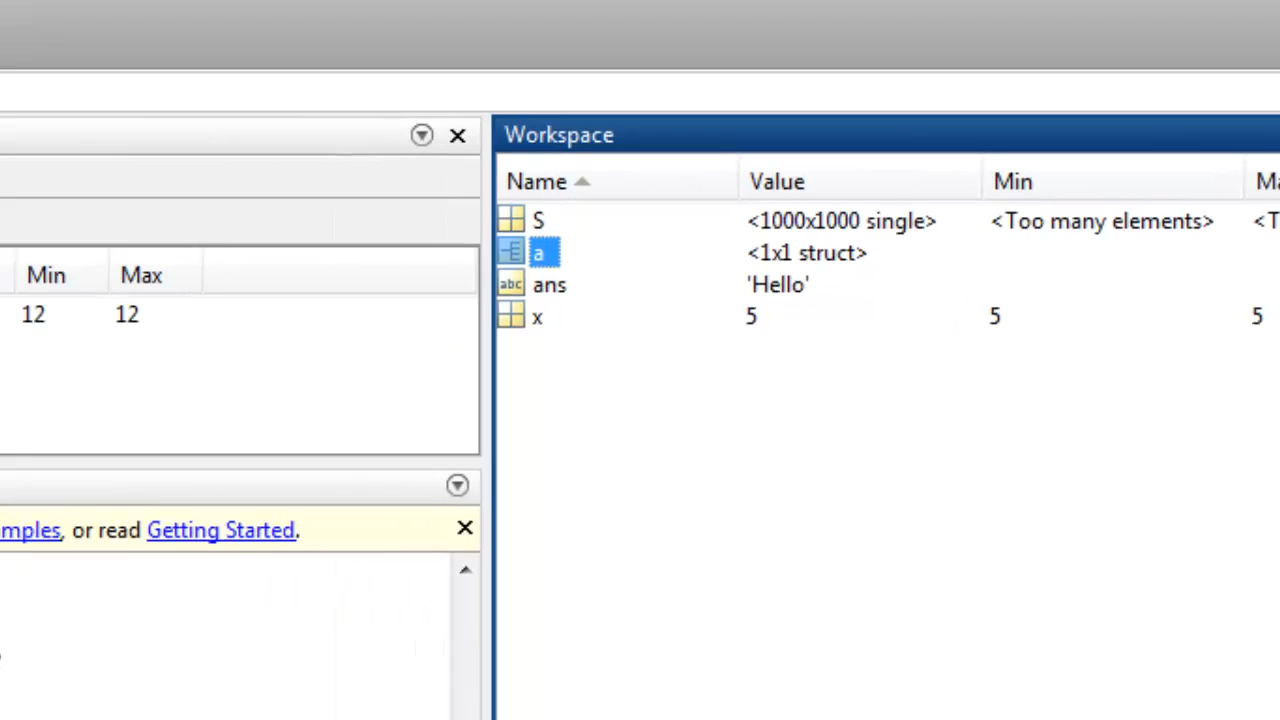 Workspace
Name Value Min
S <1000x1000 single> <Too many elements>
a <1x1 struct>
abc ans 'Hello'
x 5 5 5
Min Max
12 12
, or read Getting Started.